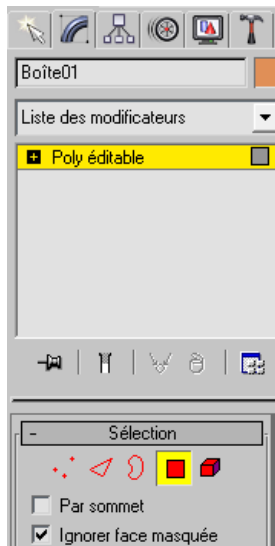 Boîte01
Liste des modificateurs
Poly éditable
Sélection
Par sommet
Ignorer face masquée